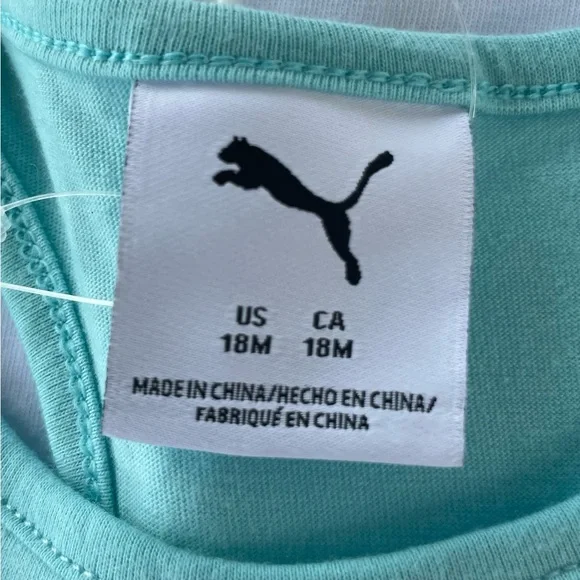 US CA
18M 18M
MADE IN CHINA/HECHO EN CHINA/
FABRIQUÉ EN CHINA